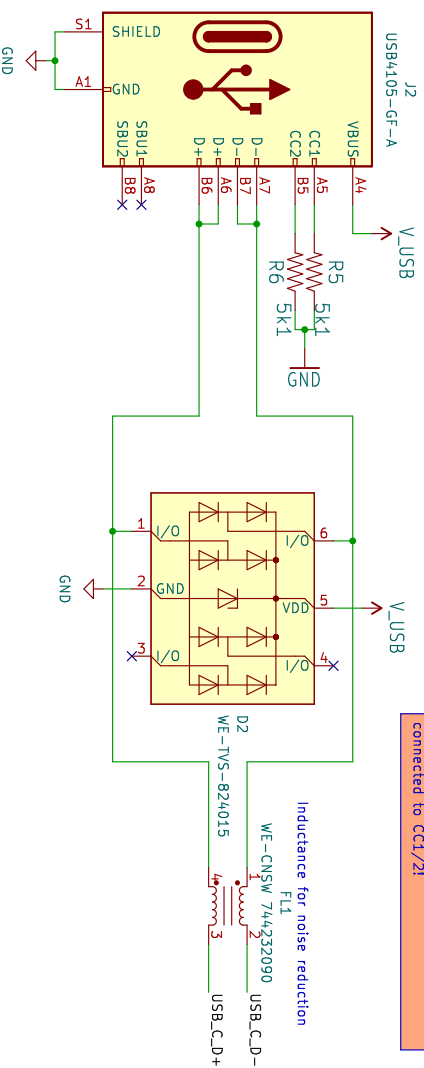 J2
USB4105-GF-A
S1
SHIELD
A1
GND
GND
SBU2
SBU1
D+
D+
D-
D-
CC2
CC1
VBUS
B8
A8
B6
A6
B7
A7
B5
A5
A4
V_USB
R6
R5
5k1
5k1
GND
1
I/O
6
I/O
2
GND
GND
5
VDD
V_USB
3
I/O
4
I/O
D2
WE-TVS-824015
connected to CC1/2!
Inductance for noise reduction
FL1
WE-CNSW 744232090
4
1
3
2
USB_C_D+
USB_C_D-